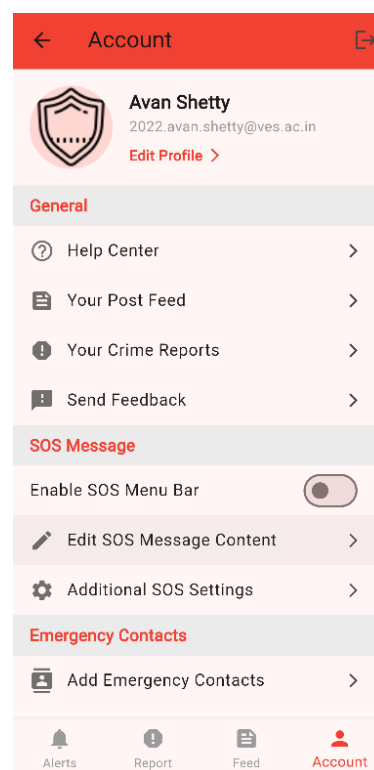 Account
Avan Shetty
2022.avan.shetty@ves.ac.in
Edit Profile
General
Help Center
Your Post Feed
Your Crime Reports
Send Feedback
SOS Message
Enable SOS Menu Bar
Edit SOS Message Content
Additional SOS Settings
Emergency Contacts
Add Emergency Contacts
Alerts Report Feed Account